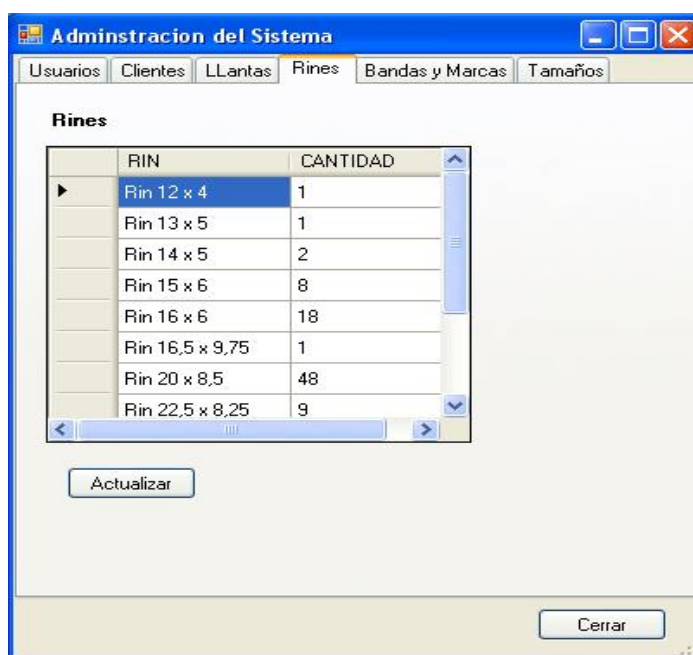 Adminstracion del Sistema
Usuarios Clientes LLantas Rines Bandas y Marcas Tamaños
Rines
RIN CANTIDAD
Rin 12 x 4 1
Rin 13 x 5 1
Rin 14 x 5 2
Rin 15 x 6 8
Rin 16 x 6 18
Rin 16,5 x 9,75 1
Rin 20 x 8,5 48
Rin 22,5 x 8,25 9
Actualizar
Cerrar